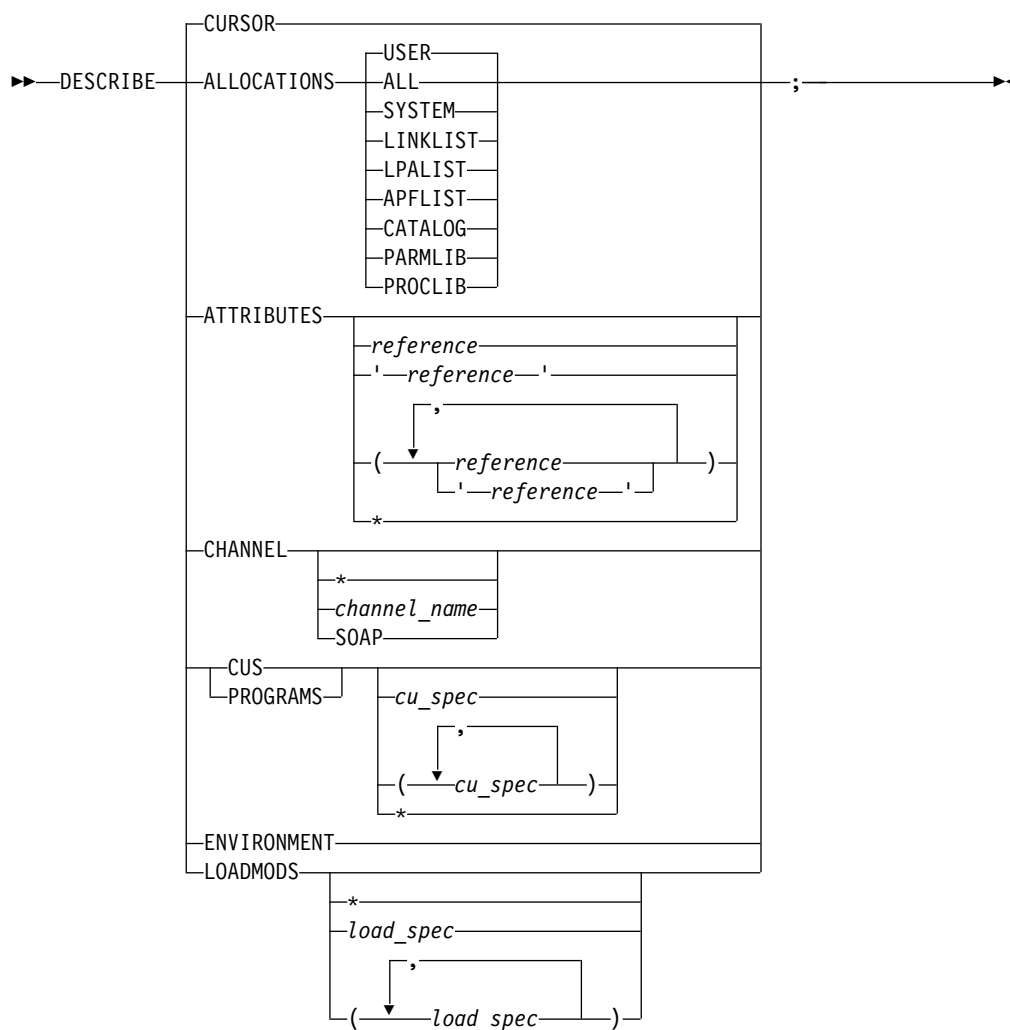 CURSOR
USER
DESCRIBE ALLOCATIONS ALL ;
SYSTEM
LINKLIST
LPALIST
APFLIST
CATALOG
PARMLIB
PROCLIB
ATTRIBUTES
reference
' reference '
,
( reference )
' reference '
*
CHANNEL
*
channel_name
SOAP
CUS
PROGRAMS
cu_spec
,
( cu_spec )
*
ENVIRONMENT
LOADMODS
*
load_spec
,
( load_spec )